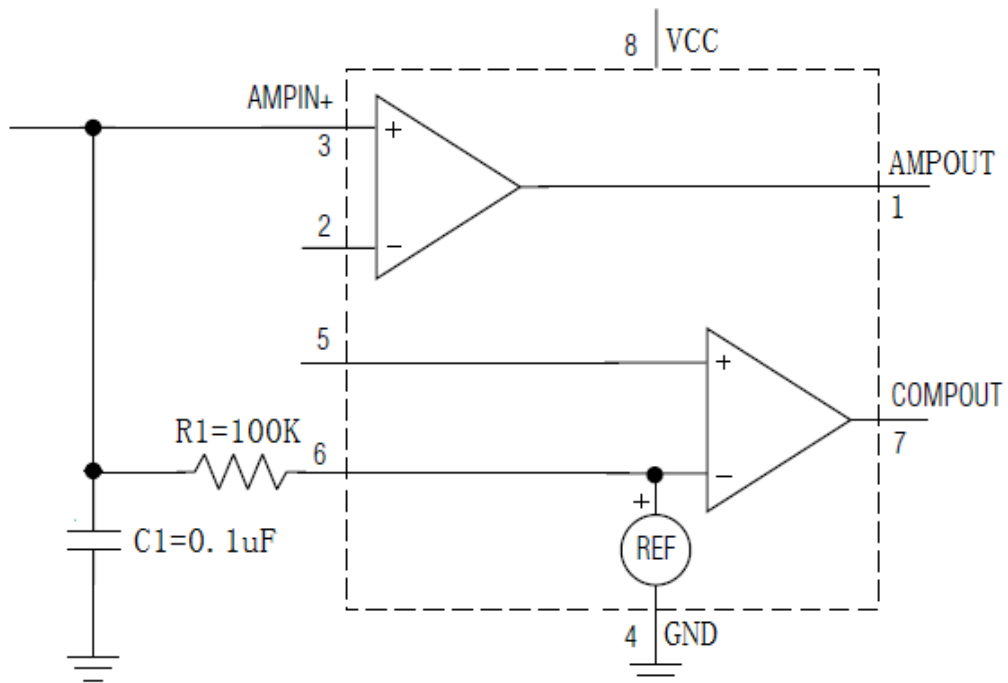 8 VCC
AMPIN+
3
+
AMPOUT
1
2
−
5
+
COMPOUT
7
R1=100K
6
−
+
REF
C1=0.1uF
4 GND